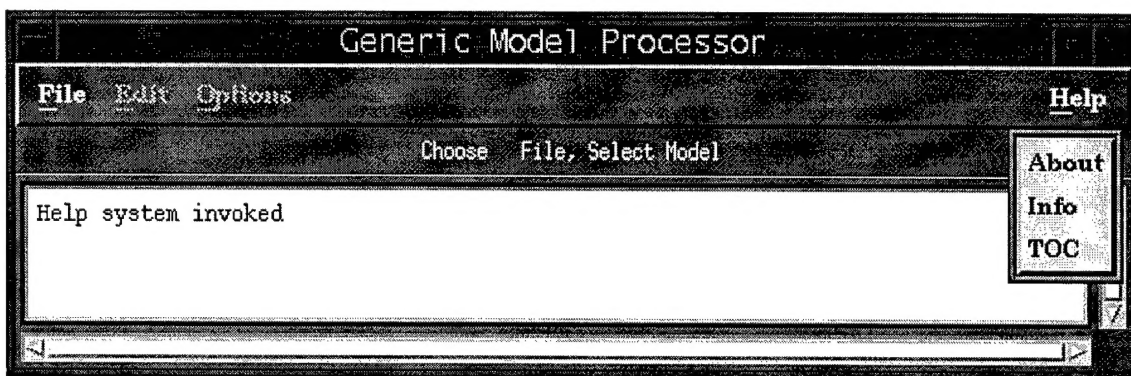 Generic Model Processor
File Edit Options Help
Choose File, Select Model
About
Help system invoked
Info
TOC